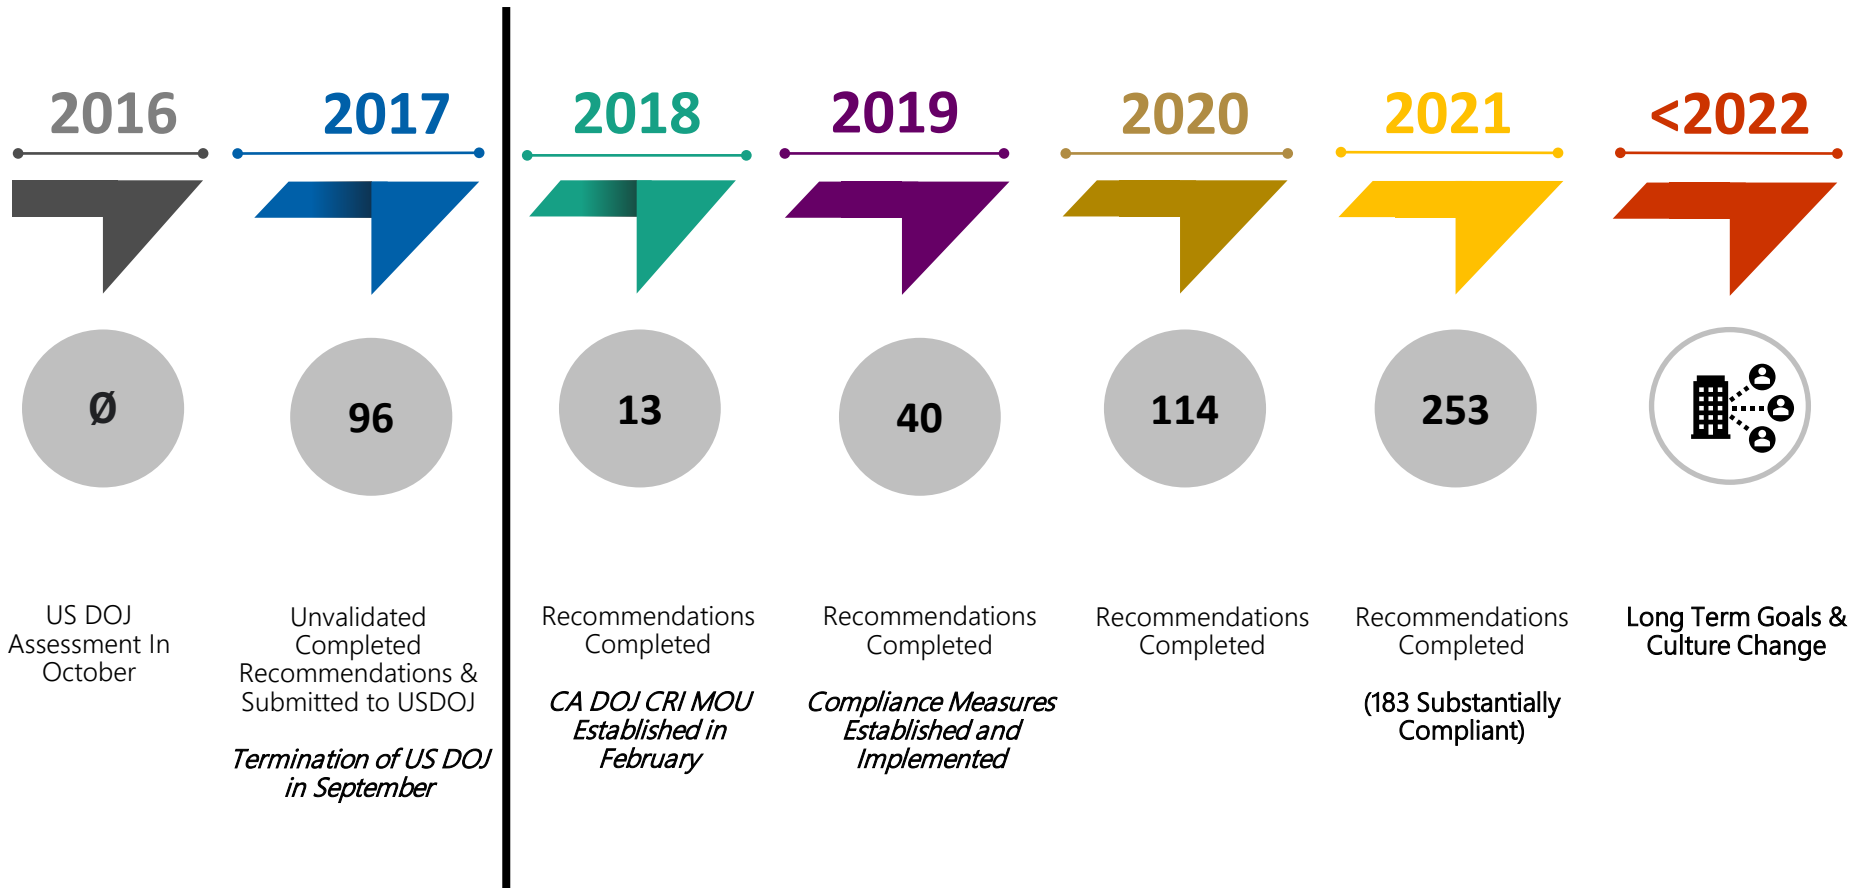 2016
Ø
US DOJ
Assessment In
October
2017
96
Unvalidated
Completed
Recommendations &
Submitted to USDOJ
Termination of US DOJ
in September
2018
13
Recommendations
Completed
CA DOJ CRI MOU
Established in
February
2019
40
Recommendations
Completed
Compliance Measures
Established and
Implemented
2020
114
Recommendations
Completed
2021
253
Recommendations
Completed
(183 Substantially
Compliant)
<2022
Long Term Goals &
Culture Change